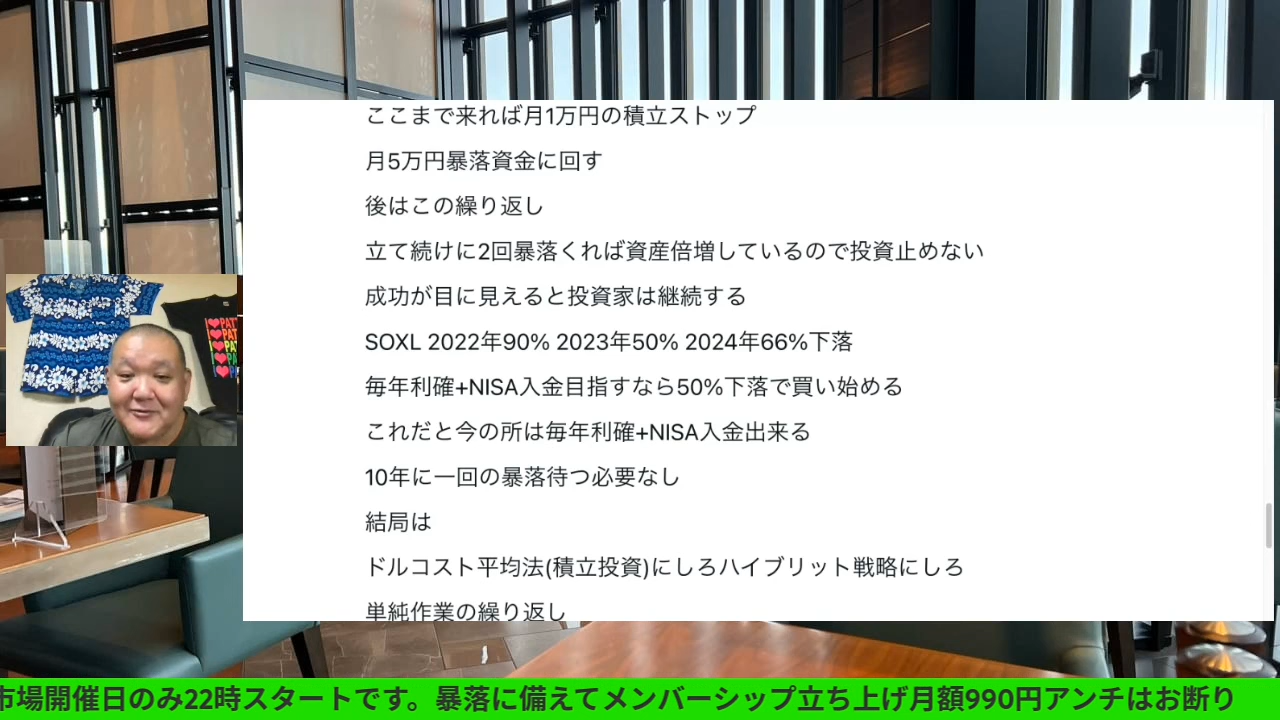 ここまで来れば月1万円の積立ストップ
月5万円暴落資金に回す
後はこの繰り返し
立て続けに2回暴落くれば資産倍増しているので投資止めない
成功が目に見えると投資家は継続する
SOXL 2022年90% 2023年50% 2024年66%下落
毎年利確+NISA入金目指すなら50%下落で買い始める
これだと今の所は毎年利確+NISA入金出来る
10年に一回の暴落待つ必要なし
結局は
ドルコスト平均法(積立投資)にしろハイブリット戦略にしろ
単純作業の繰り返し
市場開催日のみ22時スタートです。暴落に備えてメンバーシップ立ち上げ月額990円アンチはお断り